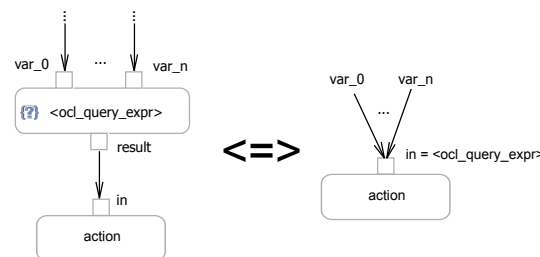 var_0
...
var_n
{?} <ocl_query_expr>
result
in
action
<=>
var_0
var_n
...
in = <ocl_query_expr>
action